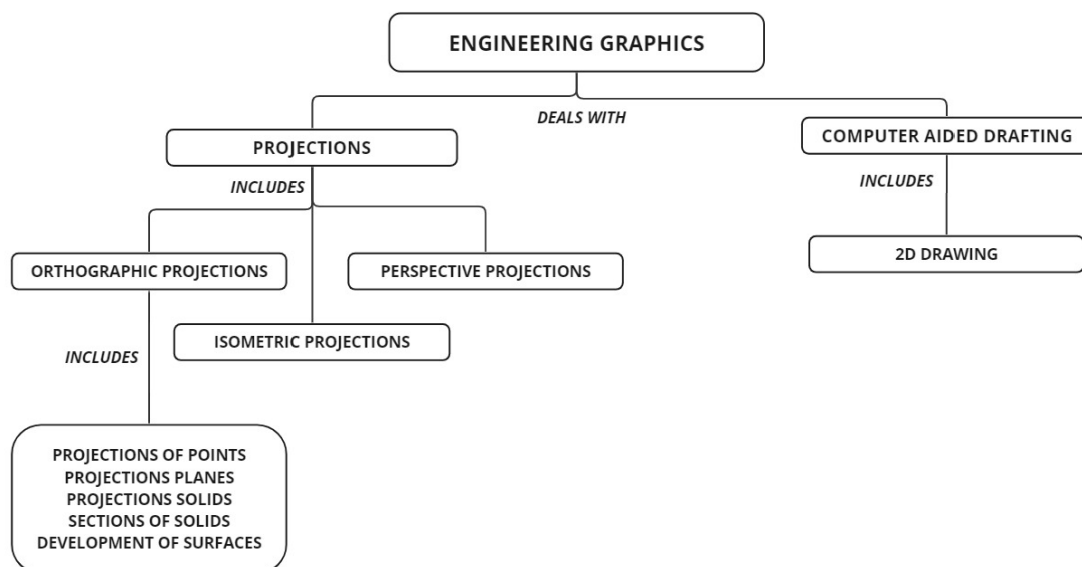 ENGINEERING GRAPHICS
DEALS WITH
PROJECTIONS
COMPUTER AIDED DRAFTING
INCLUDES
INCLUDES
ORTHOGRAPHIC PROJECTIONS
PERSPECTIVE PROJECTIONS
2D DRAWING
ISOMETRIC PROJECTIONS
INCLUDES
PROJECTIONS OF POINTS
PROJECTIONS PLANES
PROJECTIONS SOLIDS
SECTIONS OF SOLIDS
DEVELOPMENT OF SURFACES